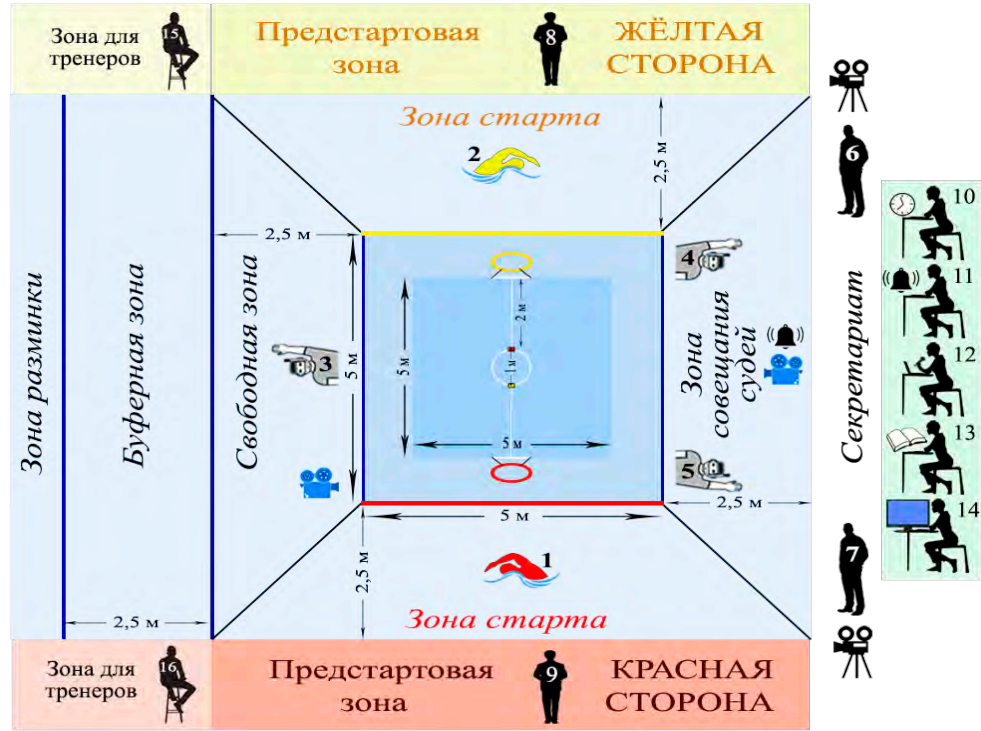 Зона для
тренеров
15
Предстартовая
зона
8
ЖЁЛТАЯ
СТОРОНА
Зона старта
2
2,5 м
6
10
2,5 м
4
11
Зона разминки
Буферная зона
Свободная зона
3
5 м
5 м
2 м
1 м
5 м
Зона
совещания
судей
Секретариат
12
13
5
14
5 м
2,5 м
2,5 м
1
7
2,5 м
Зона старта
Зона для
тренеров
16
Предстартовая
зона
9
КРАСНАЯ
СТОРОНА